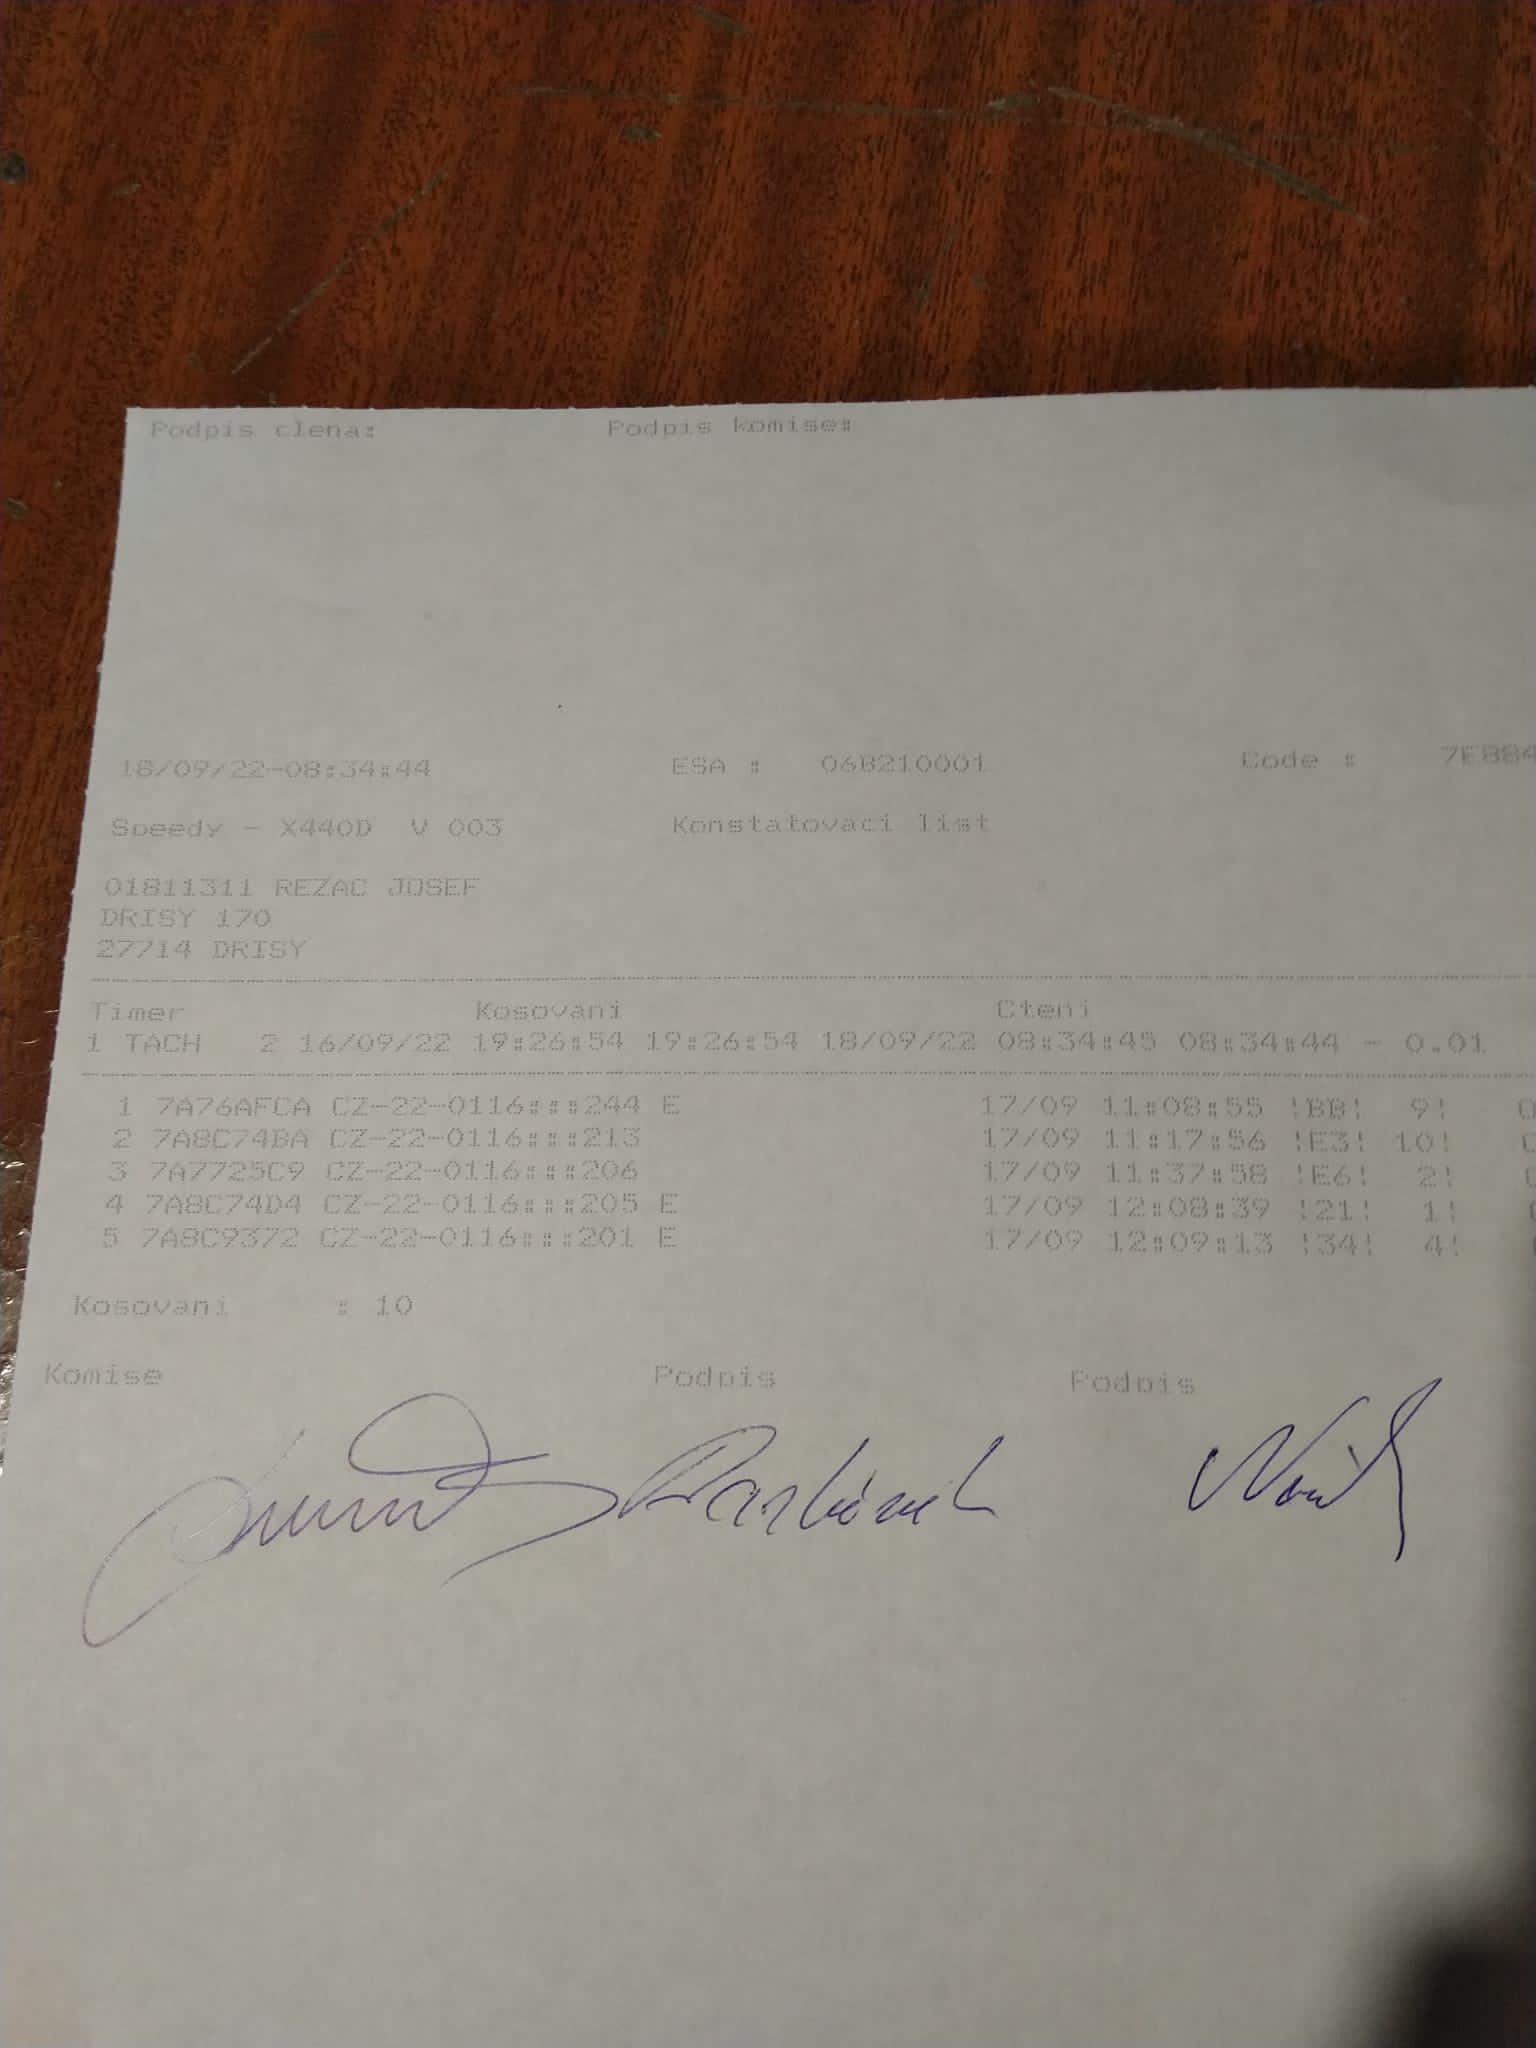 Podpis clena: Podpis komise:
18/09/22-08:34:44 ESA : 06B210001 Code : 7E884
Speedy - X440D V 003 Konstatovaci list
01811311 REZAC JOSEF
DRISY 170
27714 DRISY
Timer Kosovani Cteni
1 TACH 2 16/09/22 19:26:54 19:26:54 18/09/22 08:34:45 08:34:44 - 0.01
1 7A76AFCA CZ-22-0116:::244 E 17/09 11:08:55 !BB! 9!
2 7A8C74BA CZ-22-0116:::213 17/09 11:17:56 !E3! 10!
3 7A7725C9 CZ-22-0116:::206 17/09 11:37:58 !E6! 2!
4 7A8C74D4 CZ-22-0116:::205 E 17/09 12:08:39 !21! 1!
5 7A8C9372 CZ-22-0116:::201 E 17/09 12:09:13 !34! 4!
Kosovani : 10
Komise Podpis Podpis